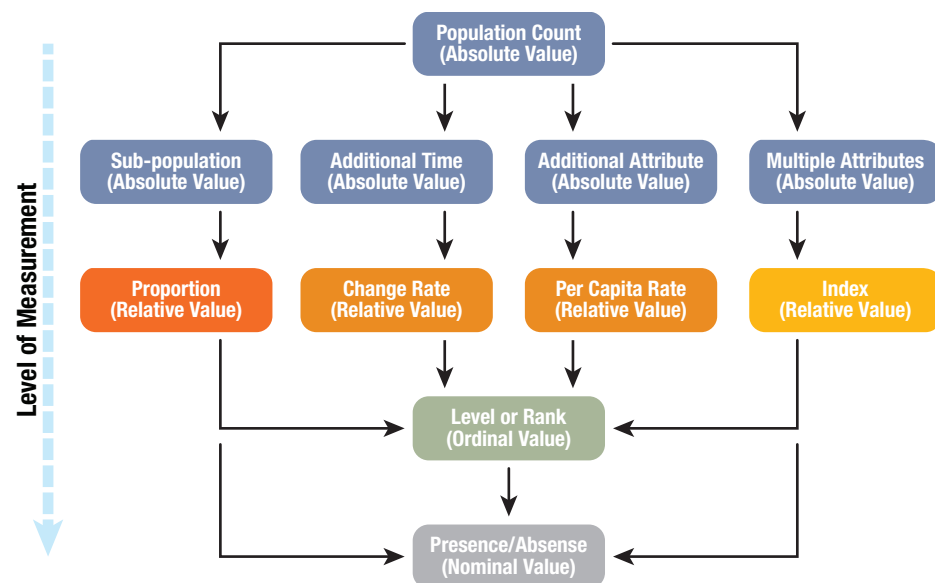 Population Count
(Absolute Value)
Sub-population
(Absolute Value)
Additional Time
(Absolute Value)
Additional Attribute
(Absolute Value)
Multiple Attributes
(Absolute Value)
Level of Measurement
Proportion
(Relative Value)
Change Rate
(Relative Value)
Per Capita Rate
(Relative Value)
Index
(Relative Value)
Level or Rank
(Ordinal Value)
Presence/Absense
(Nominal Value)